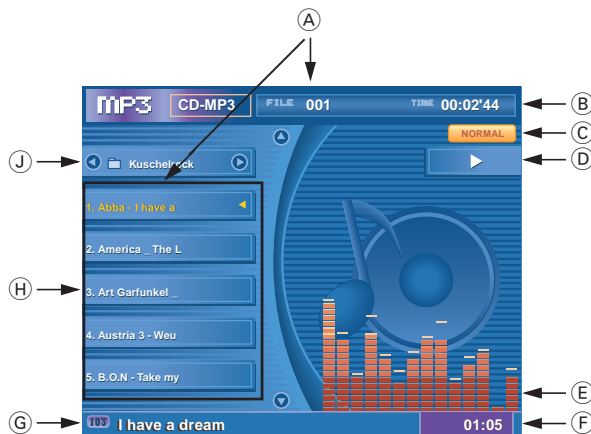 A
MP3 CD-MP3 FILE 001 TIME 00:02'44
B
NORMAL
C
D
J
Kuschelrock
1. Abba - I have a
2. America _ The L
H
3. Art Garfunkel _
4. Austria 3 - Weu
5. B.O.N - Take my
E
G
ID3 I have a dream
01:05
F